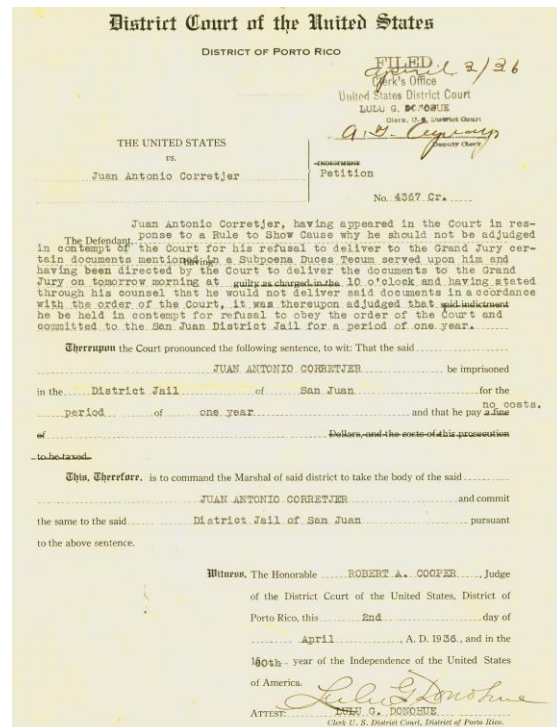 District Court of the United States
DISTRICT OF PORTO RICO
FILED
April 2/36
Clerk's Office
United States District Court
LULU G. DONOHUE
Clerk, U. S. District Court
Deputy Clerk
THE UNITED STATES
vs.
Juan Antonio Corretjer
INDICTMENT
Petition
No. 4367 Cr.
Juan Antonio Corretjer, having appeared in the Court in res-
The Defendant, ponse to a Rule to Show Cause why he should not be adjudged
in contempt of the Court for his refusal to deliver to the Grand Jury cer-
tain documents mentioned in a Subpoena Duces Tecum served upon him and
having been directed by the Court to deliver the documents to the Grand
Jury on tomorrow morning at guilty as charged in the 10 o'clock and having stated
through his counsel that he would not deliver said documents in accordance
with the order of the Court, it was thereupon adjudged that said indictment
he be held in contempt for refusal to obey the order of the Court and
committed to the San Juan District Jail for a period of one year.
Thereupon the Court pronounced the following sentence, to wit: That the said
JUAN ANTONIO CORRETJER be imprisoned
in the District Jail of San Juan for the
no costs.
period of one year and that he pay a fine
of Dollars, and the costs of this prosecution
to be taxed.
This, Therefore, is to command the Marshal of said district to take the body of the said
JUAN ANTONIO CORRETJER and commit
the same to the said District Jail of San Juan pursuant
to the above sentence.
Witness, The Honorable ROBERT A. COOPER, Judge
of the District Court of the United States, District of
Porto Rico, this 2nd day of
April, A. D. 1936, and in the
160th year of the Independence of the United States
of America.
Lulu G Donohue
ATTEST: LULU G. DONOHUE
Clerk U. S. District Court, District of Porto Rico.